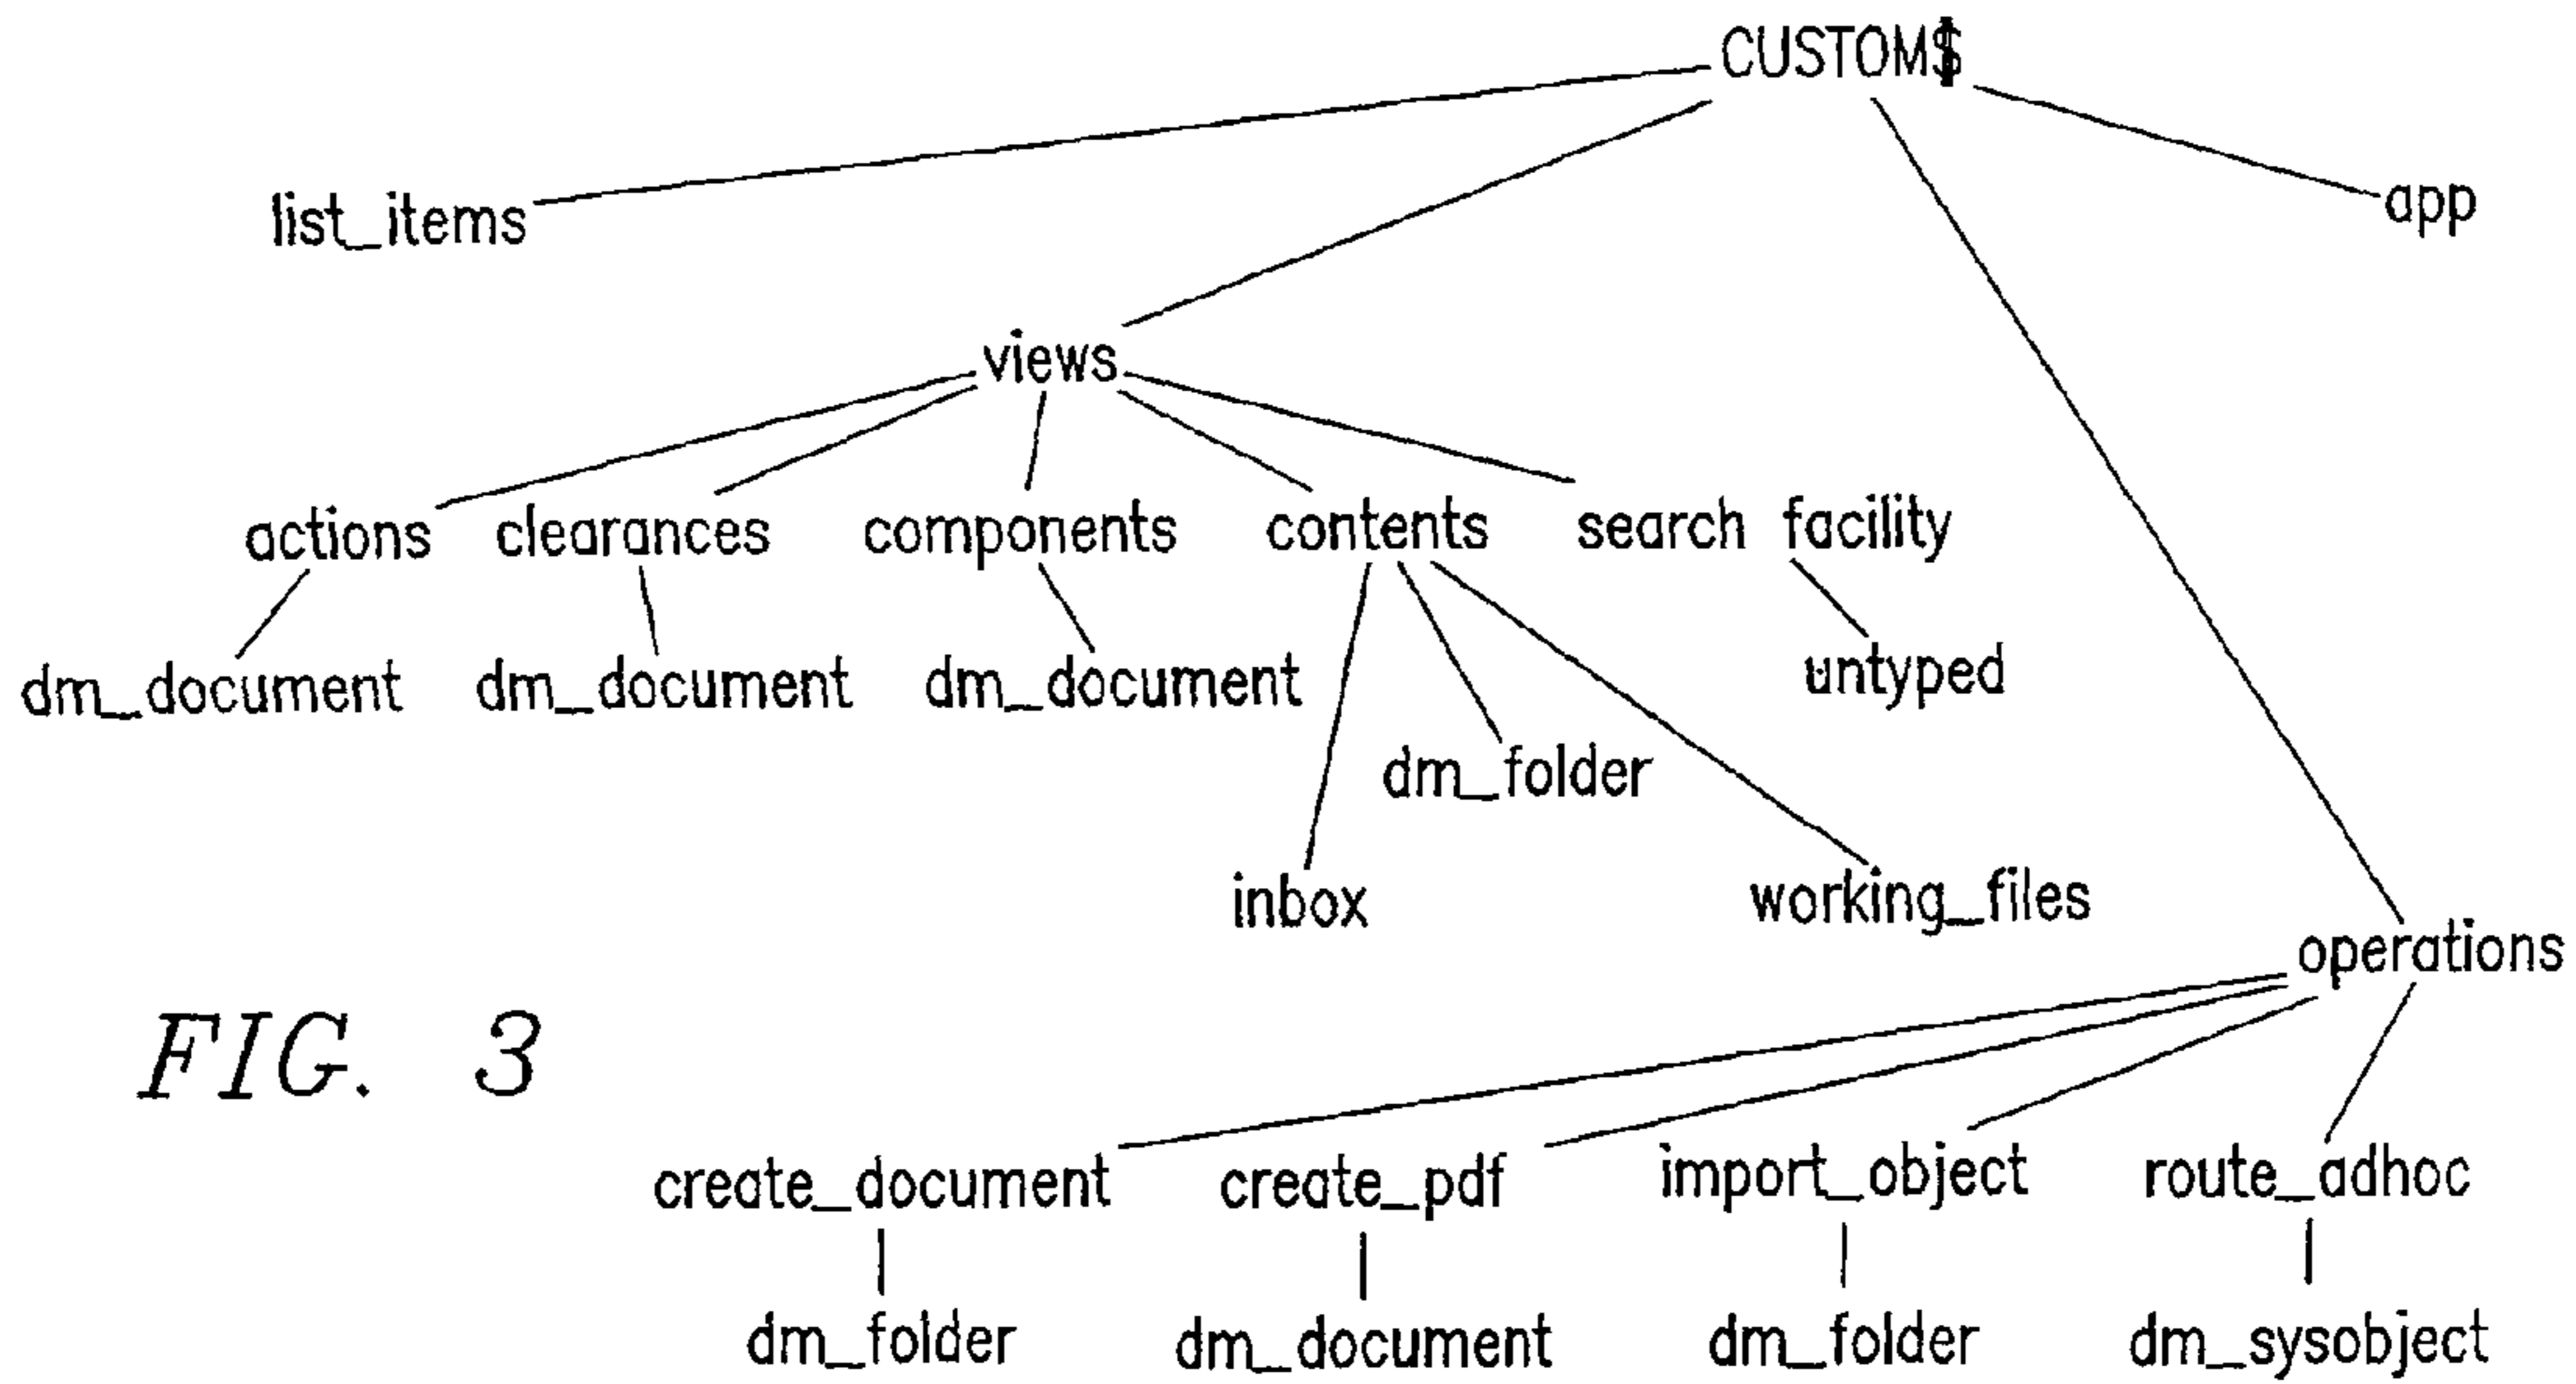 CUSTOM$
list_items
app
views
actions clearances components contents search facility
dm_document dm_document dm_document untyped
dm_folder
inbox working_files
operations
FIG. 3
create_document create_pdf import_object route_adhoc
dm_folder dm_document dm_folder dm_sysobject